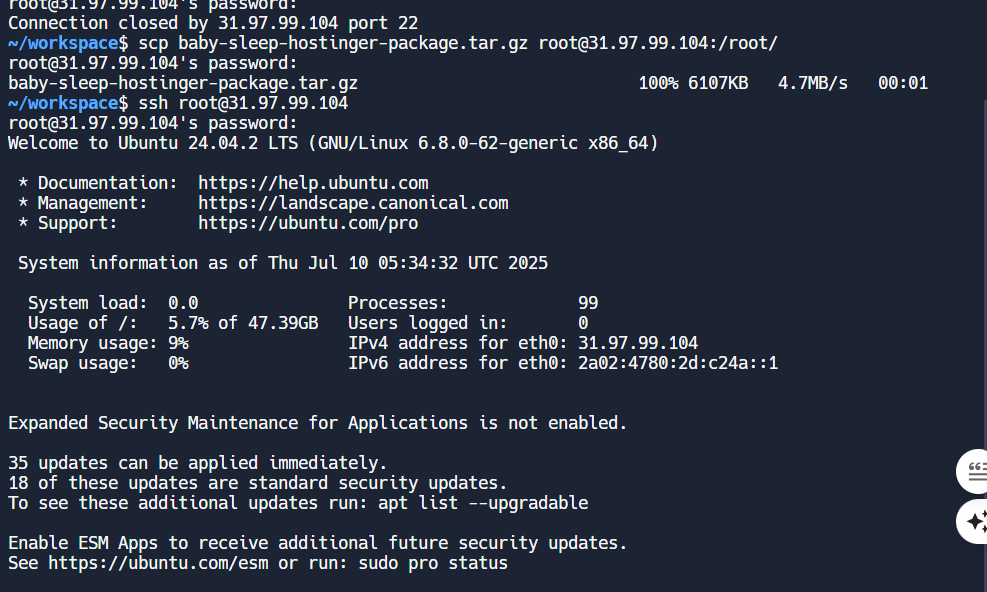 root@31.97.99.104's password:
Connection closed by 31.97.99.104 port 22
~/workspace$ scp baby-sleep-hostinger-package.tar.gz root@31.97.99.104:/root/
root@31.97.99.104's password:
baby-sleep-hostinger-package.tar.gz 100% 6107KB 4.7MB/s 00:01
~/workspace$ ssh root@31.97.99.104
root@31.97.99.104's password:
Welcome to Ubuntu 24.04.2 LTS (GNU/Linux 6.8.0-62-generic x86_64)
* Documentation: https://help.ubuntu.com
* Management: https://landscape.canonical.com
* Support: https://ubuntu.com/pro
System information as of Thu Jul 10 05:34:32 UTC 2025
System load: 0.0 Processes: 99
Usage of /: 5.7% of 47.39GB Users logged in: 0
Memory usage: 9% IPv4 address for eth0: 31.97.99.104
Swap usage: 0% IPv6 address for eth0: 2a02:4780:2d:c24a::1
Expanded Security Maintenance for Applications is not enabled.
35 updates can be applied immediately.
18 of these updates are standard security updates.
To see these additional updates run: apt list --upgradable
Enable ESM Apps to receive additional future security updates.
See https://ubuntu.com/esm or run: sudo pro status